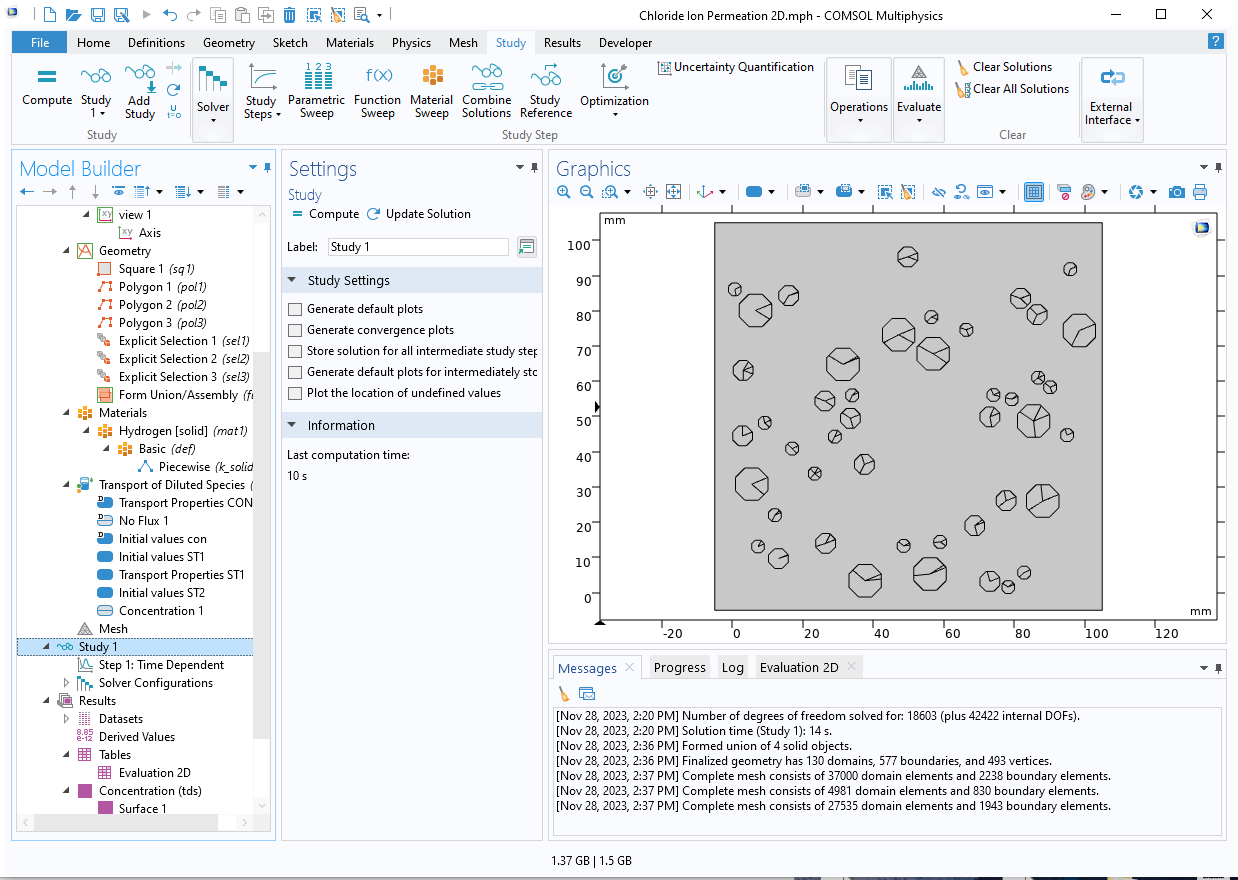 Chloride Ion Permeation 2D.mph - COMSOL Multiphysics
File Home Definitions Geometry Sketch Materials Physics Mesh Study Results Developer ?
Compute
Study 1
Add Study
t=0
Study
Solver
Study Steps
Parametric Sweep
Function Sweep
Material Sweep
Combine Solutions
Study Reference
Optimization
Uncertainty Quantification
Study Step
Operations
Evaluate
Clear Solutions
Clear All Solutions
Clear
External Interface
Model Builder
view 1
Axis
Geometry
Square 1 (sq1)
Polygon 1 (pol1)
Polygon 2 (pol2)
Polygon 3 (pol3)
Explicit Selection 1 (sel1)
Explicit Selection 2 (sel2)
Explicit Selection 3 (sel3)
Form Union/Assembly (f
Materials
Hydrogen [solid] (mat1)
Basic (def)
Piecewise (k_solid
Transport of Diluted Species (
Transport Properties CON
No Flux 1
Initial values con
Initial values ST1
Transport Properties ST1
Initial values ST2
Concentration 1
Mesh
Study 1
Step 1: Time Dependent
Solver Configurations
Results
Datasets
Derived Values
Tables
Evaluation 2D
Concentration (tds)
Surface 1
Settings
Study
Compute Update Solution
Label: Study 1
Study Settings
Generate default plots
Generate convergence plots
Store solution for all intermediate study step
Generate default plots for intermediately sto
Plot the location of undefined values
Information
Last computation time:
10 s
Graphics
mm
100
90
80
70
60
50
40
30
20
10
0
mm
-20 0 20 40 60 80 100 120
Messages Progress Log Evaluation 2D
[Nov 28, 2023, 2:20 PM] Number of degrees of freedom solved for: 18603 (plus 42422 internal DOFs).
[Nov 28, 2023, 2:20 PM] Solution time (Study 1): 14 s.
[Nov 28, 2023, 2:36 PM] Formed union of 4 solid objects.
[Nov 28, 2023, 2:36 PM] Finalized geometry has 130 domains, 577 boundaries, and 493 vertices.
[Nov 28, 2023, 2:37 PM] Complete mesh consists of 37000 domain elements and 2238 boundary elements.
[Nov 28, 2023, 2:37 PM] Complete mesh consists of 4981 domain elements and 830 boundary elements.
[Nov 28, 2023, 2:37 PM] Complete mesh consists of 27535 domain elements and 1943 boundary elements.
1.37 GB | 1.5 GB